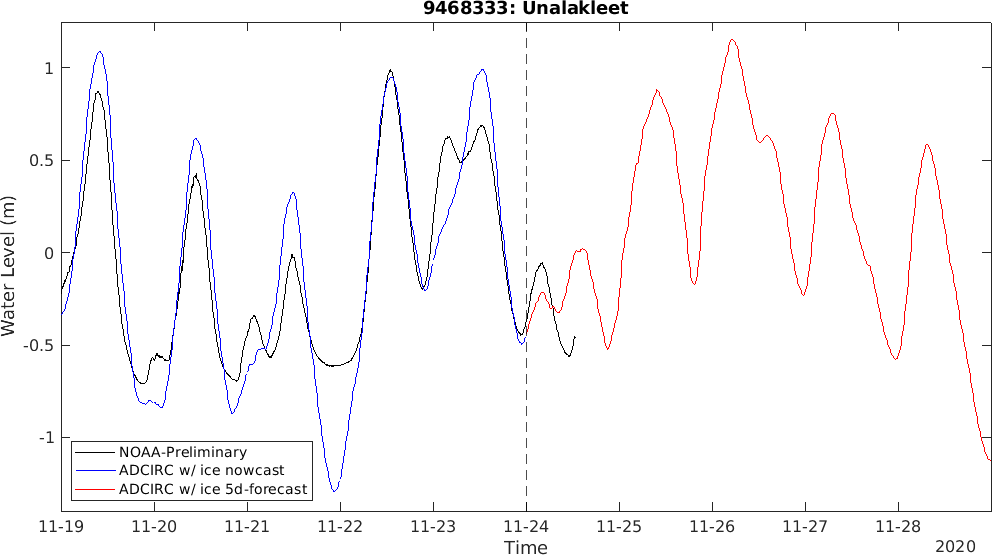 9468333: Unalakleet
Water Level (m)
1
0.5
0
-0.5
-1
NOAA-Preliminary
ADCIRC w/ ice nowcast
ADCIRC w/ ice 5d-forecast
11-19 11-20 11-21 11-22 11-23 11-24 11-25 11-26 11-27 11-28
Time
2020